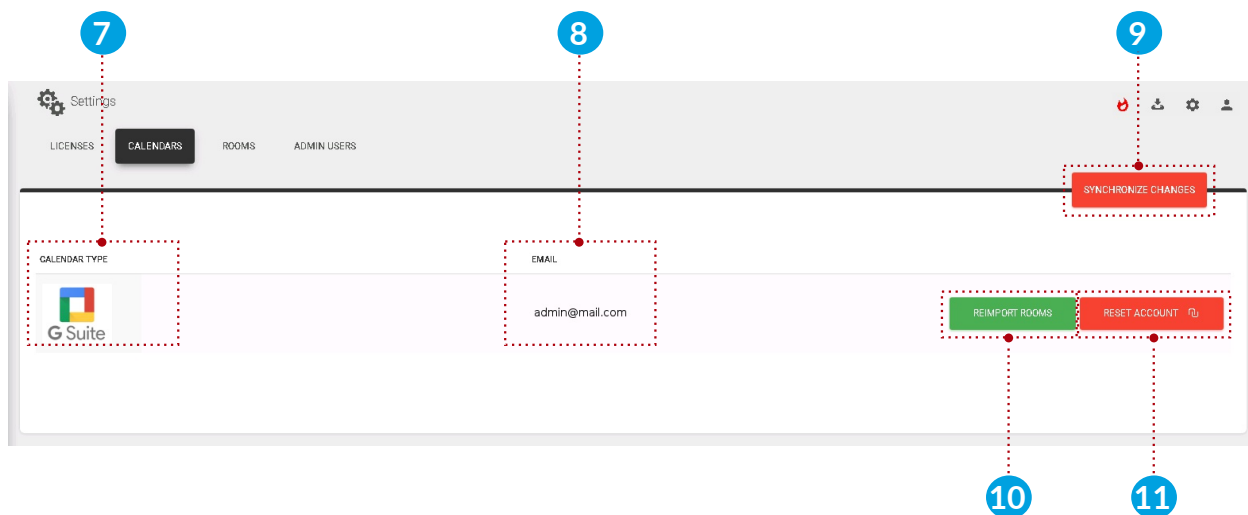 7 8 9
Settings
LICENSES CALENDARS ROOMS ADMIN USERS
SYNCHRONIZE CHANGES
CALENDAR TYPE EMAIL
G Suite admin@mail.com REIMPORT ROOMS RESET ACCOUNT
10 11